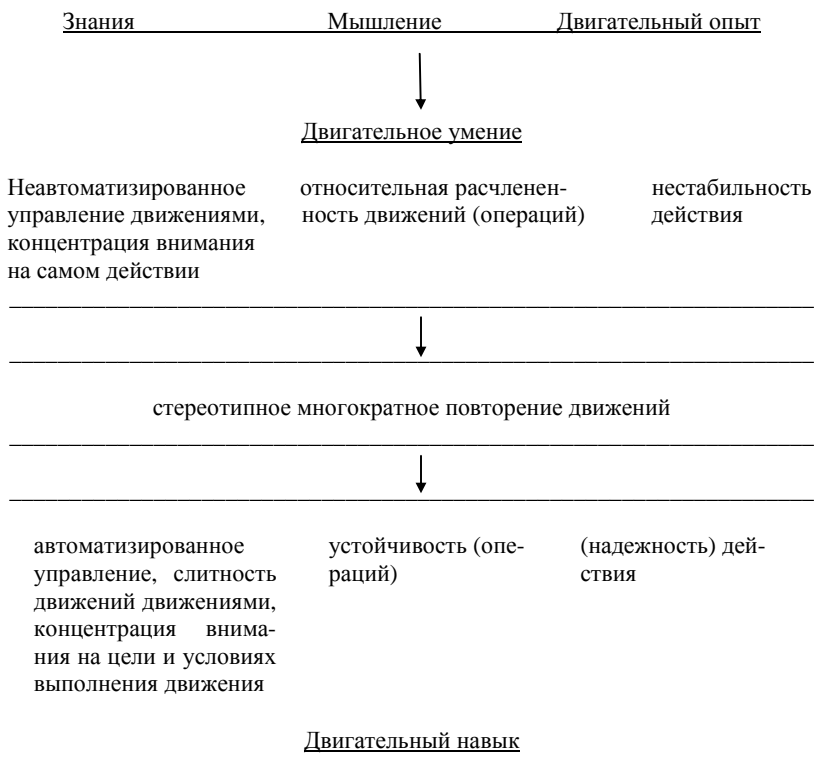 Знания Мышление Двигательный опыт
Двигательное умение
Неавтоматизированное относительная расчленен- нестабильность
управление движениями, ность движений (операций) действия
концентрация внимания
на самом действии
стереотипное многократное повторение движений
автоматизированное устойчивость (опе- (надежность) дей-
управление, слитность раций) ствия
движений движениями,
концентрация внима-
ния на цели и условиях
выполнения движения
Двигательный навык